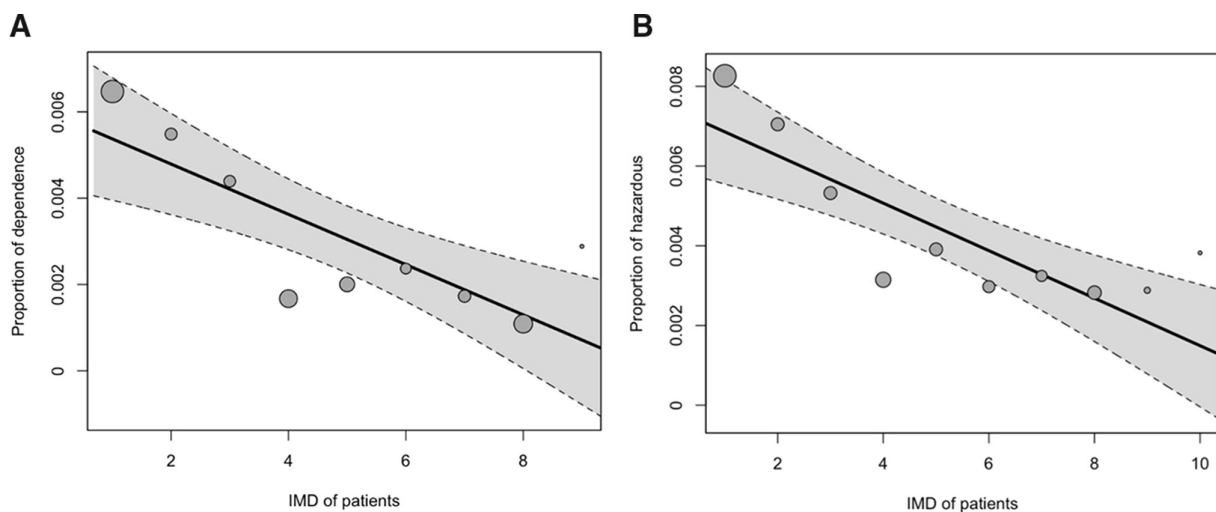 A
Proportion of dependence
0.006
0.004
0.002
0
2 4 6 8
IMD of patients
B
Proportion of hazardous
0.008
0.006
0.004
0.002
0
2 4 6 8 10
IMD of patients